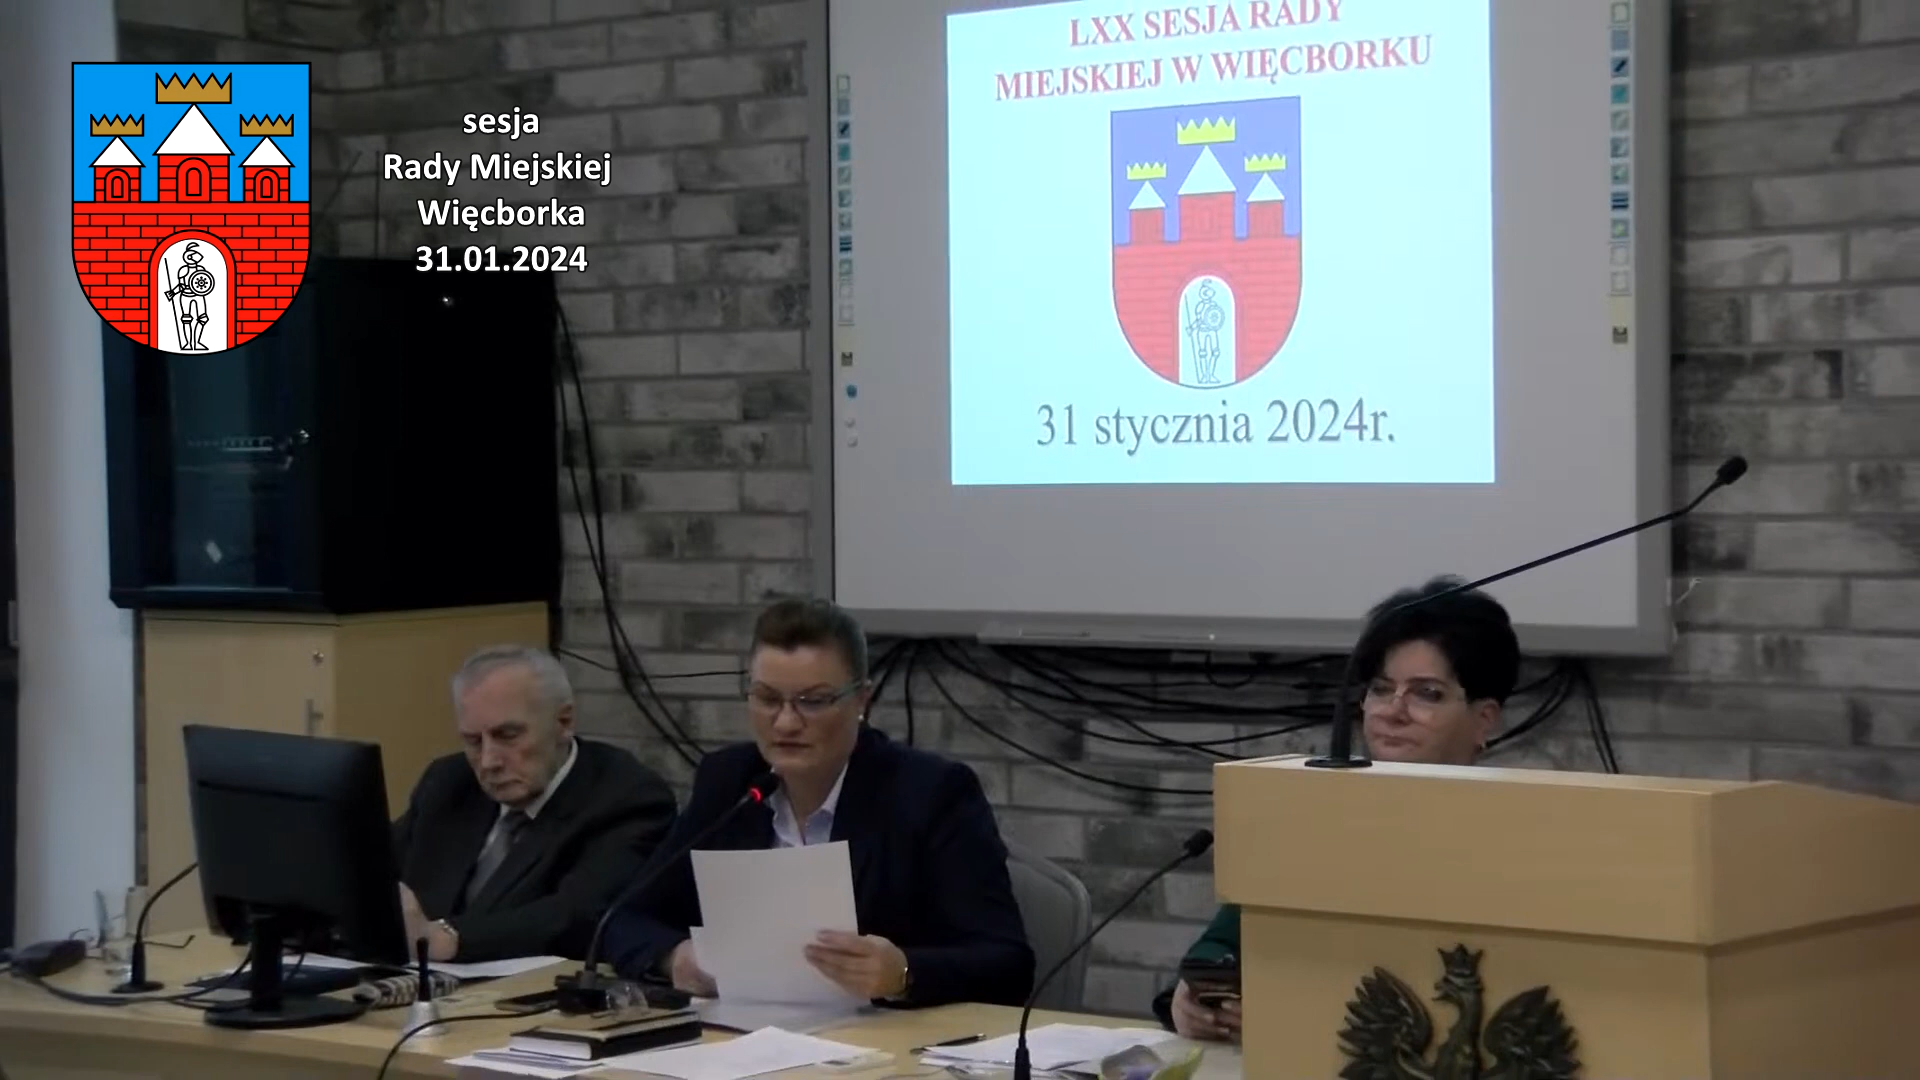 sesja
Rady Miejskiej
Więcborka
31.01.2024
LXX SESJA RADY
MIEJSKIEJ W WIĘCBORKU
31 stycznia 2024r.